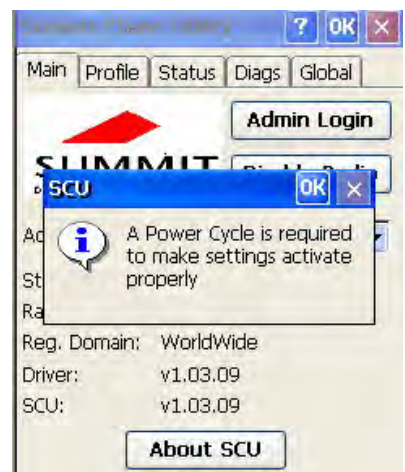 ? OK ×
Main Profile Status Diags Global
Admin Login
SUMMIT
SCU OK ×
A Power Cycle is required
to make settings activate
properly
Reg. Domain: WorldWide
Driver: v1.03.09
SCU: v1.03.09
About SCU